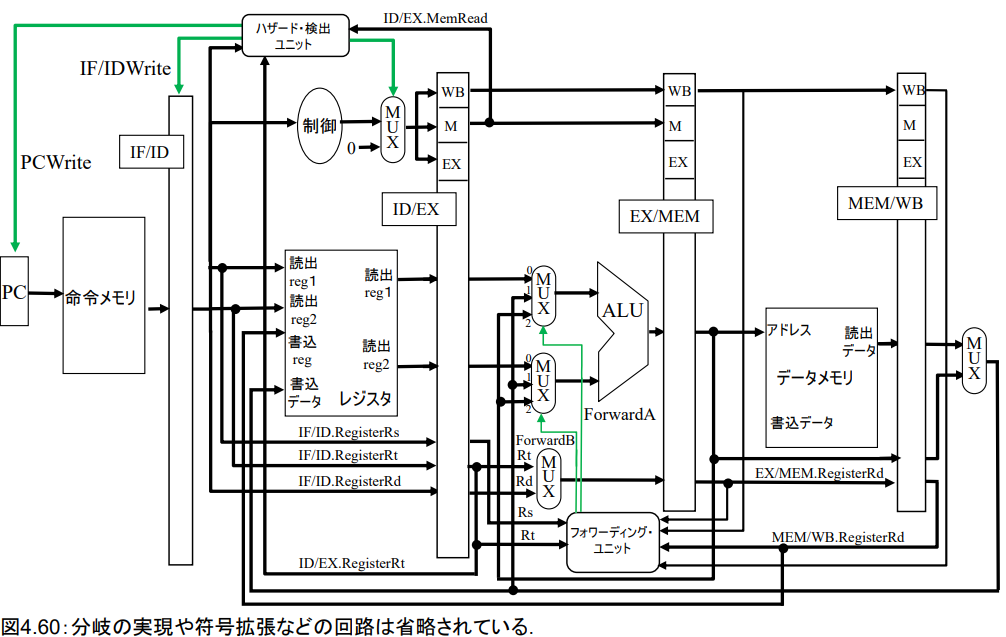 ハザード・検出
ユニット
ID/EX.MemRead
IF/IDWrite
PCWrite
IF/ID
制御
0
M
U
X
WB
M
EX
ID/EX
WB
M
EX
EX/MEM
WB
M
EX
MEM/WB
PC
命令メモリ
読出
reg1
読出
reg2
書込
reg
書込
データ
読出
reg1
読出
reg2
レジスタ
0
1
2
M
U
X
0
1
2
M
U
X
ALU
ForwardA
ForwardB
アドレス
読出
データ
データメモリ
書込データ
M
U
X
IF/ID.RegisterRs
IF/ID.RegisterRt
IF/ID.RegisterRd
Rt
Rd
M
U
X
Rs
Rt
フォワーディング・
ユニット
EX/MEM.RegisterRd
MEM/WB.RegisterRd
ID/EX.RegisterRt
図4.60：分岐の実現や符号拡張などの回路は省略されている.